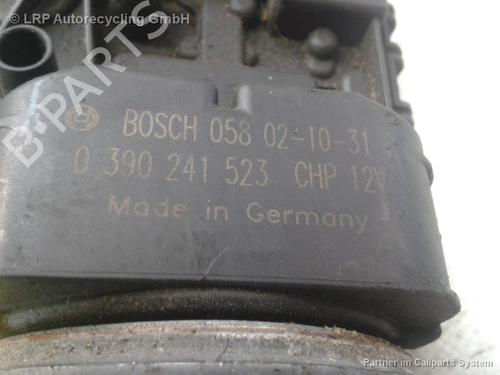 © LRP Autorecycling GmbH
B-PARTS
BOSCH 058 02-10-31
0 390 241 523 CHP 12V
Made in Germany
Partner im Callparts System